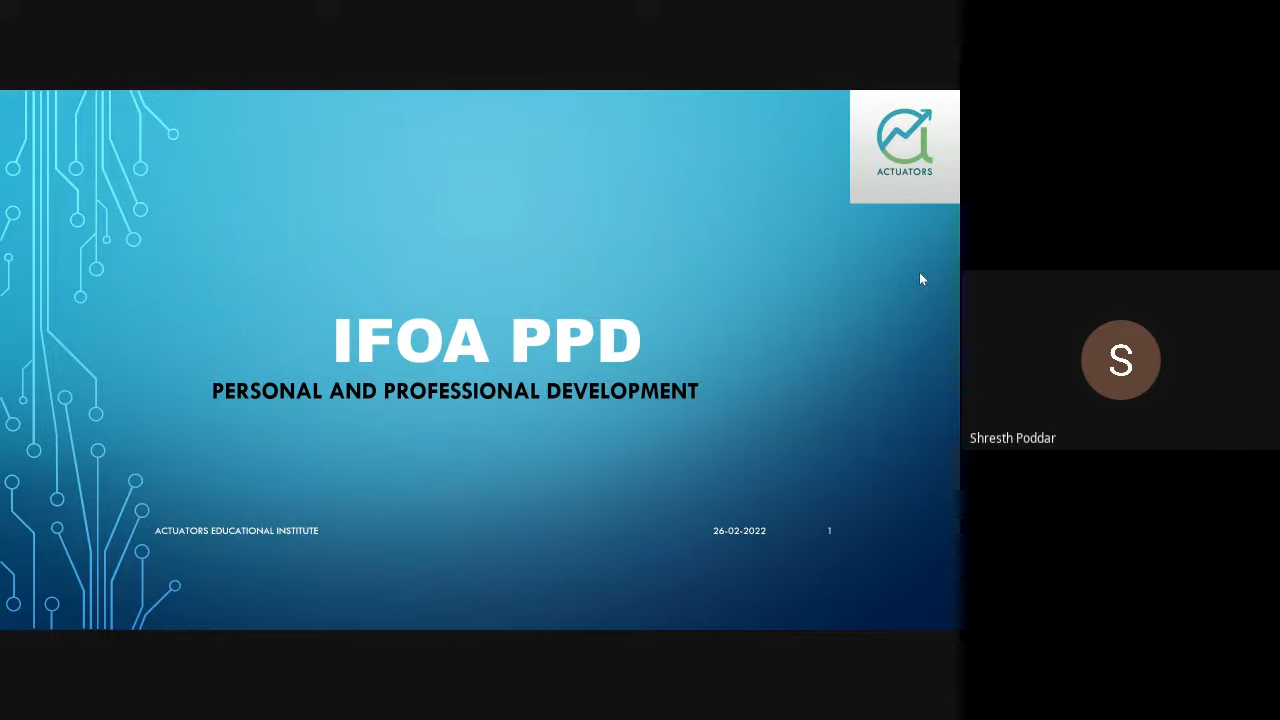 ACTUATORS
IFOA PPD
PERSONAL AND PROFESSIONAL DEVELOPMENT
S
Shresth Poddar
ACTUATORS EDUCATIONAL INSTITUTE 26-02-2022 1